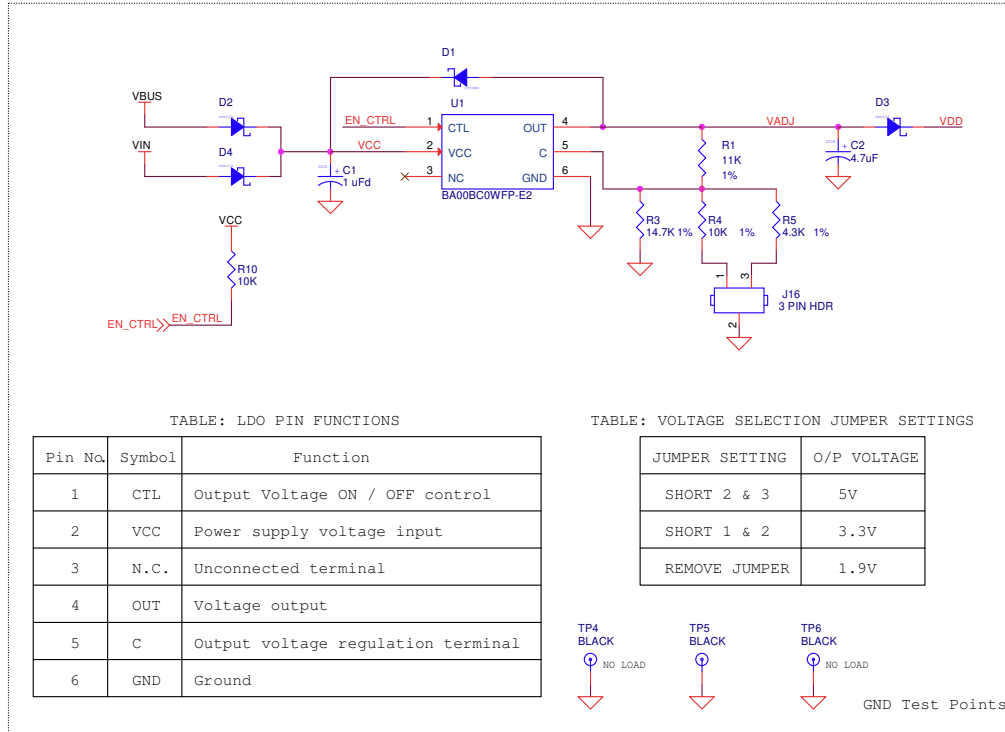 D1
VBUS
D2
U1
EN_CTRL
1
CTL
OUT
4
VADJ
D3
VDD
VIN
D4
VCC
2
VCC
C
5
R1
11K
1%
+
C2
4.7uF
+
C1
1 uFd
3
NC
GND
6
BA00BC0WFP-E2
VCC
R10
10K
R3
14.7K 1%
R4
10K 1%
R5
4.3K 1%
1
3
J16
3 PIN HDR
2
EN_CTRL
EN_CTRL
TABLE: LDO PIN FUNCTIONS
Pin No. Symbol Function
1 CTL Output Voltage ON / OFF control
2 VCC Power supply voltage input
3 N.C. Unconnected terminal
4 OUT Voltage output
5 C Output voltage regulation terminal
6 GND Ground
TABLE: VOLTAGE SELECTION JUMPER SETTINGS
JUMPER SETTING O/P VOLTAGE
SHORT 2 & 3 5V
SHORT 1 & 2 3.3V
REMOVE JUMPER 1.9V
TP4
BLACK
NO LOAD
TP5
BLACK
TP6
BLACK
NO LOAD
GND Test Points